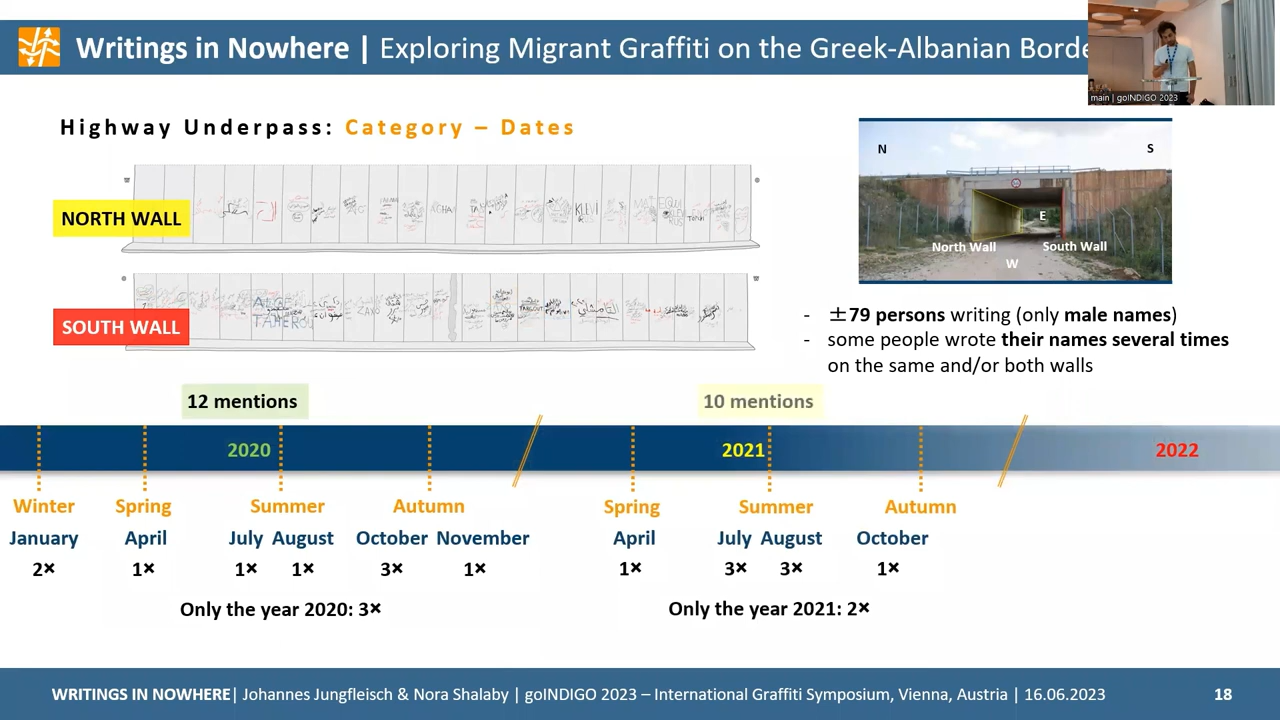 Writings in Nowhere | Exploring Migrant Graffiti on the Greek-Albanian Borde
main | goINDIGO 2023
Highway Underpass: Category – Dates
NORTH WALL
AGHA
KLEVI
SOUTH WALL
ZAXO
N
S
E
North Wall
South Wall
W
- ±79 persons writing (only male names)
- some people wrote their names several times
on the same and/or both walls
12 mentions
10 mentions
2020
2021
2022
Winter Spring Summer Autumn Spring Summer Autumn
January April July August October November April July August October
2× 1× 1× 1× 3× 1× 1× 3× 3× 1×
Only the year 2020: 3× Only the year 2021: 2×
WRITINGS IN NOWHERE| Johannes Jungfleisch & Nora Shalaby | goINDIGO 2023 – International Graffiti Symposium, Vienna, Austria | 16.06.2023
18